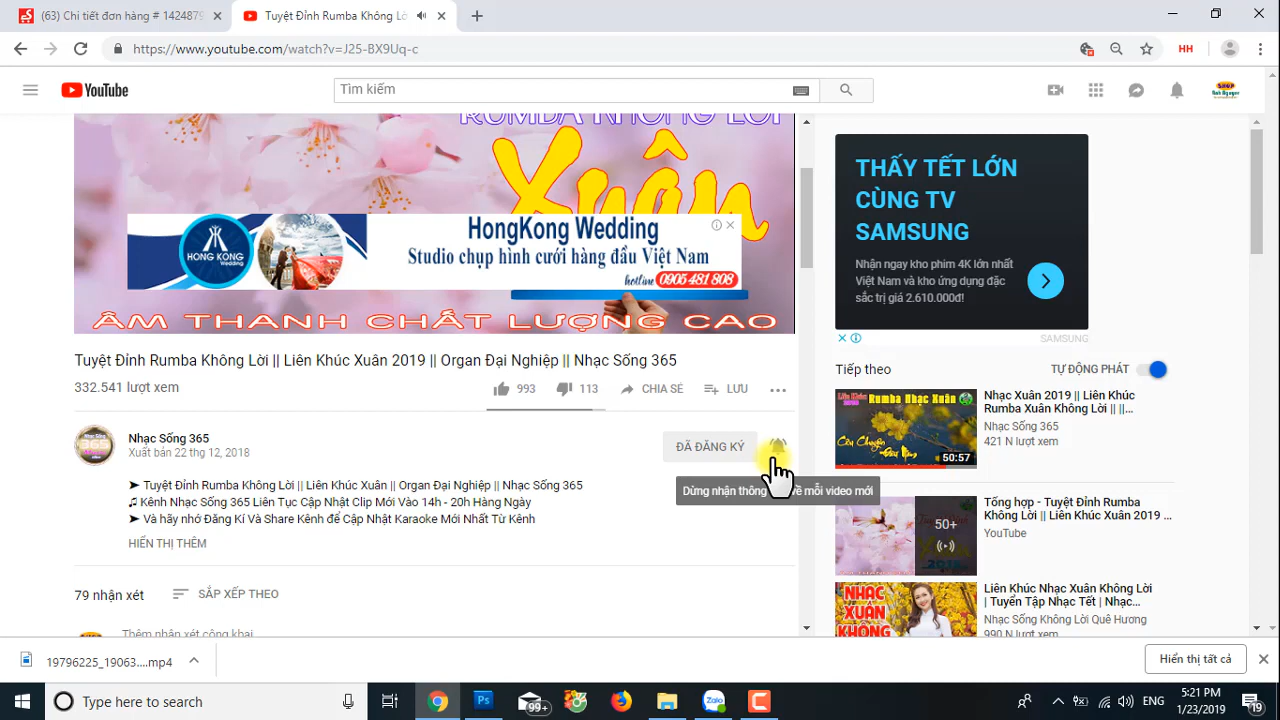 (63) Chi tiết đơn hàng # 1424879
Tuyệt Đỉnh Rumba Không Lờ
https://www.youtube.com/watch?v=J25-BX9Uq-c
HH
YouTube
Tìm kiếm
RUMBA KHÔNG LỜI
Xuân
HONG KONG
Wedding
HongKong Wedding
Studio chụp hình cưới hàng đầu Việt Nam
hotline 0905 481 808
ÂM THANH CHẤT LƯỢNG CAO
Tuyệt Đỉnh Rumba Không Lời || Liên Khúc Xuân 2019 || Organ Đại Nghiệp || Nhạc Sống 365
332.541 lượt xem
993
113
CHIA SẺ
LƯU
Nhạc Sống 365
Xuất bản 22 thg 12, 2018
ĐÃ ĐĂNG KÝ
Dừng nhận thông về mỗi video mới
➤ Tuyệt Đỉnh Rumba Không Lời || Liên Khúc Xuân 2019 || Organ Đại Nghiệp || Nhạc Sống 365
♫ Kênh Nhạc Sống 365 Liên Tục Cập Nhật Clip Mới Vào 14h - 20h Hàng Ngày
➤ Và hãy nhớ Đăng Kí Và Share Kênh để Cập Nhật Karaoke Mới Nhất Từ Kênh
HIỂN THỊ THÊM
79 nhận xét
SẮP XẾP THEO
Thêm nhận xét công khai
THẤY TẾT LỚN
CÙNG TV
SAMSUNG
Nhận ngay kho phim 4K lớn nhất
Việt Nam và kho ứng dụng đặc
sắc trị giá 2.610.000đ!
SAMSUNG
Tiếp theo
TỰ ĐỘNG PHÁT
Liên Khúc Rumba Nhạc Xuân
Câu Chuyện Đầu Năm
50:57
Nhạc Xuân 2019 || Liên Khúc
Rumba Xuân Không Lời ||...
Nhạc Sống 365
421 N lượt xem
50+
Tổng hợp - Tuyệt Đỉnh Rumba
Không Lời || Liên Khúc Xuân 2019 ...
YouTube
NHẠC
XUÂN
KHÔNG
Liên Khúc Nhạc Xuân Không Lời
| Tuyển Tập Nhạc Tết | Nhạc...
Nhạc Sống Không Lời Quê Hương
990 N lượt xem
19796225_19063....mp4
Hiển thị tất cả
Type here to search
Ps
99+
Zalo
ENG
5:21 PM
1/23/2019
19